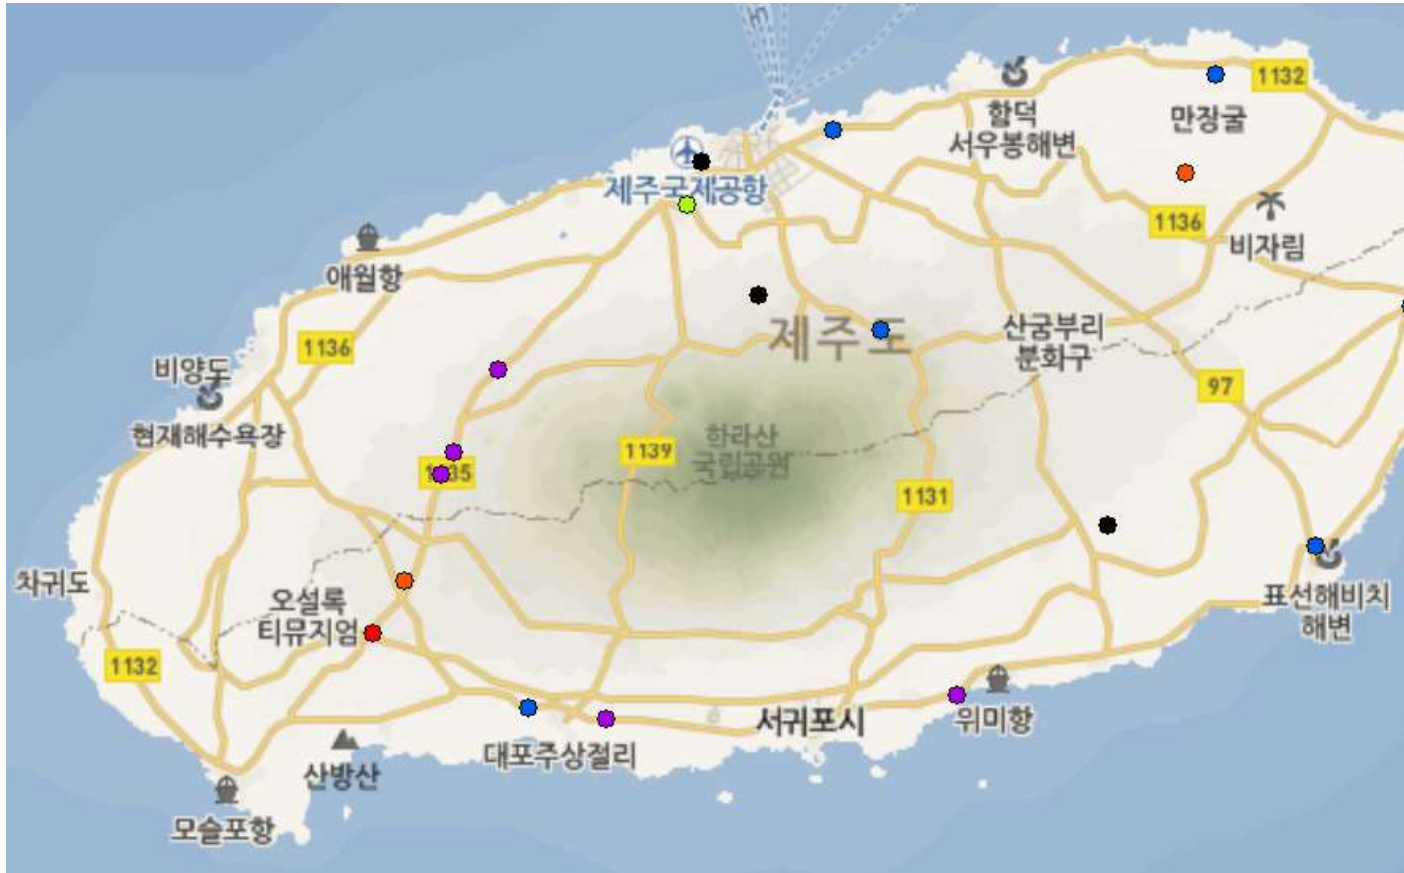 1132
함덕
서우봉해변
만장굴
제주국제공항
1136
비자림
애월항
제주도
산굼부리
분화구
1136
비양도
97
현재해수욕장
한라산
국립공원
1139
1135
1131
차귀도
오설록
티뮤지엄
표선해비치
해변
1132
서귀포시
위미항
대포주상절리
산방산
모슬포항